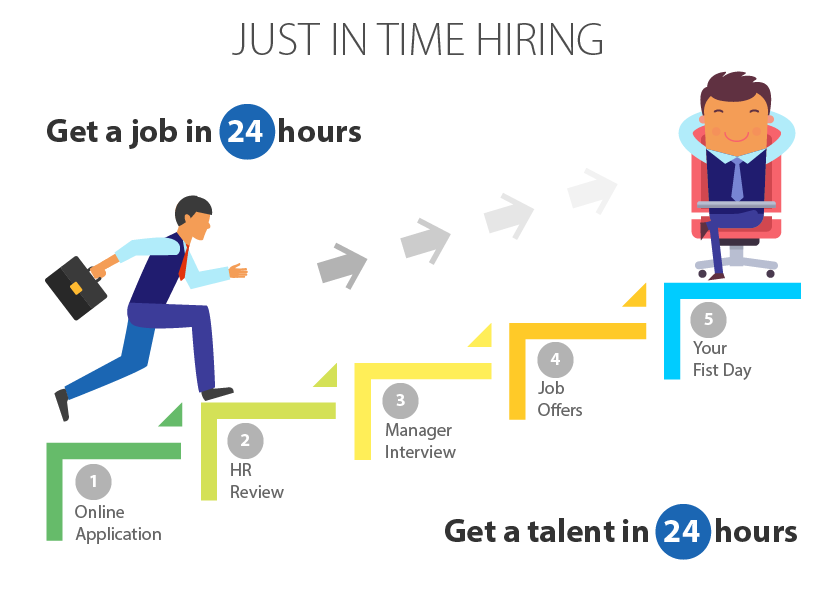 JUST IN TIME HIRING
Get a job in 24 hours
1
Online
Application
2
HR
Review
3
Manager
Interview
4
Job
Offers
5
Your
Fist Day
Get a talent in 24 hours